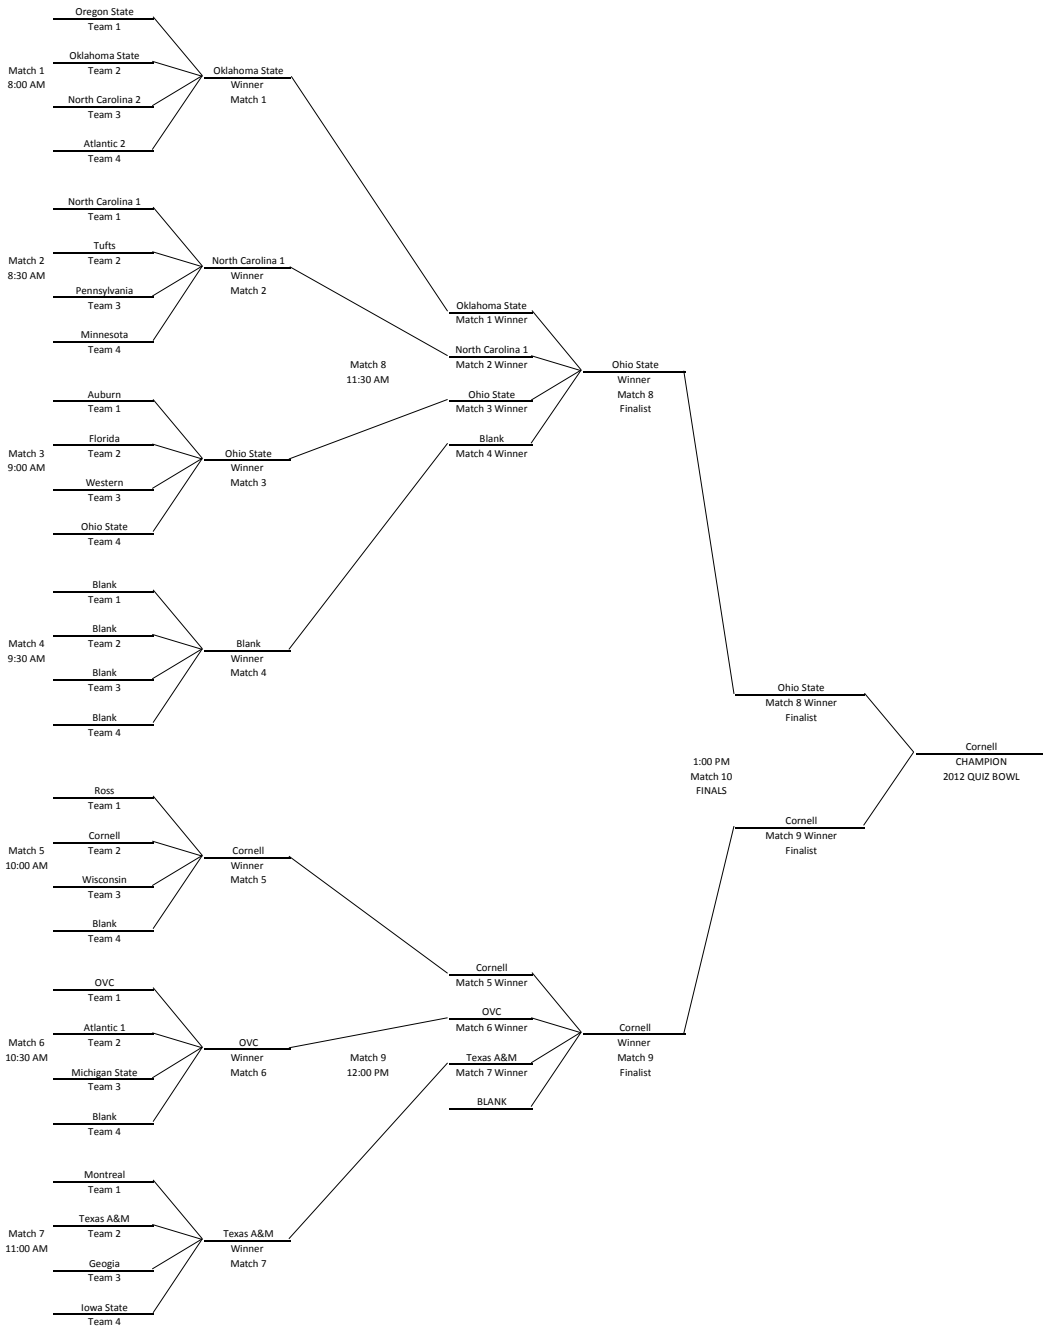 Oregon State
Team 1
Oklahoma State
Team 2
Match 1
8:00 AM
North Carolina 2
Team 3
Atlantic 2
Team 4
Oklahoma State
Winner
Match 1
North Carolina 1
Team 1
Tufts
Team 2
Match 2
8:30 AM
Pennsylvania
Team 3
Minnesota
Team 4
North Carolina 1
Winner
Match 2
Auburn
Team 1
Florida
Team 2
Match 3
9:00 AM
Western
Team 3
Ohio State
Team 4
Ohio State
Winner
Match 3
Blank
Team 1
Blank
Team 2
Match 4
9:30 AM
Blank
Team 3
Blank
Team 4
Blank
Winner
Match 4
Match 8
11:30 AM
Oklahoma State
Match 1 Winner
North Carolina 1
Match 2 Winner
Ohio State
Match 3 Winner
Blank
Match 4 Winner
Ohio State
Winner
Match 8
Finalist
Ross
Team 1
Cornell
Team 2
Match 5
10:00 AM
Wisconsin
Team 3
Blank
Team 4
Cornell
Winner
Match 5
OVC
Team 1
Atlantic 1
Team 2
Match 6
10:30 AM
Michigan State
Team 3
Blank
Team 4
OVC
Winner
Match 6
Montreal
Team 1
Texas A&M
Team 2
Match 7
11:00 AM
Geogia
Team 3
Iowa State
Team 4
Texas A&M
Winner
Match 7
Match 9
12:00 PM
Cornell
Match 5 Winner
OVC
Match 6 Winner
Texas A&M
Match 7 Winner
BLANK
Cornell
Winner
Match 9
Finalist
Ohio State
Match 8 Winner
Finalist
1:00 PM
Match 10
FINALS
Cornell
Match 9 Winner
Finalist
Cornell
CHAMPION
2012 QUIZ BOWL